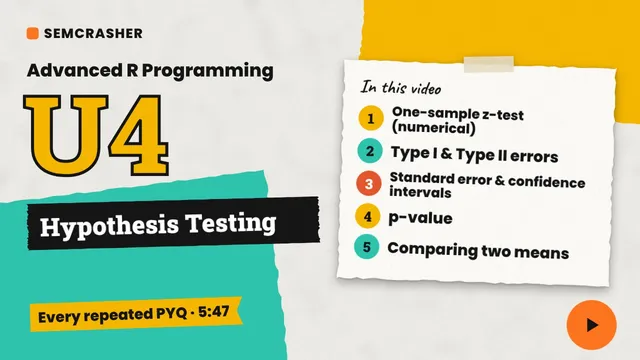 SEMCRASHER
Advanced R Programming
U4
Hypothesis Testing
Every repeated PYQ · 5:47
In this video
1 One-sample z-test
(numerical)
2 Type I & Type II errors
3 Standard error & confidence
intervals
4 p-value
5 Comparing two means